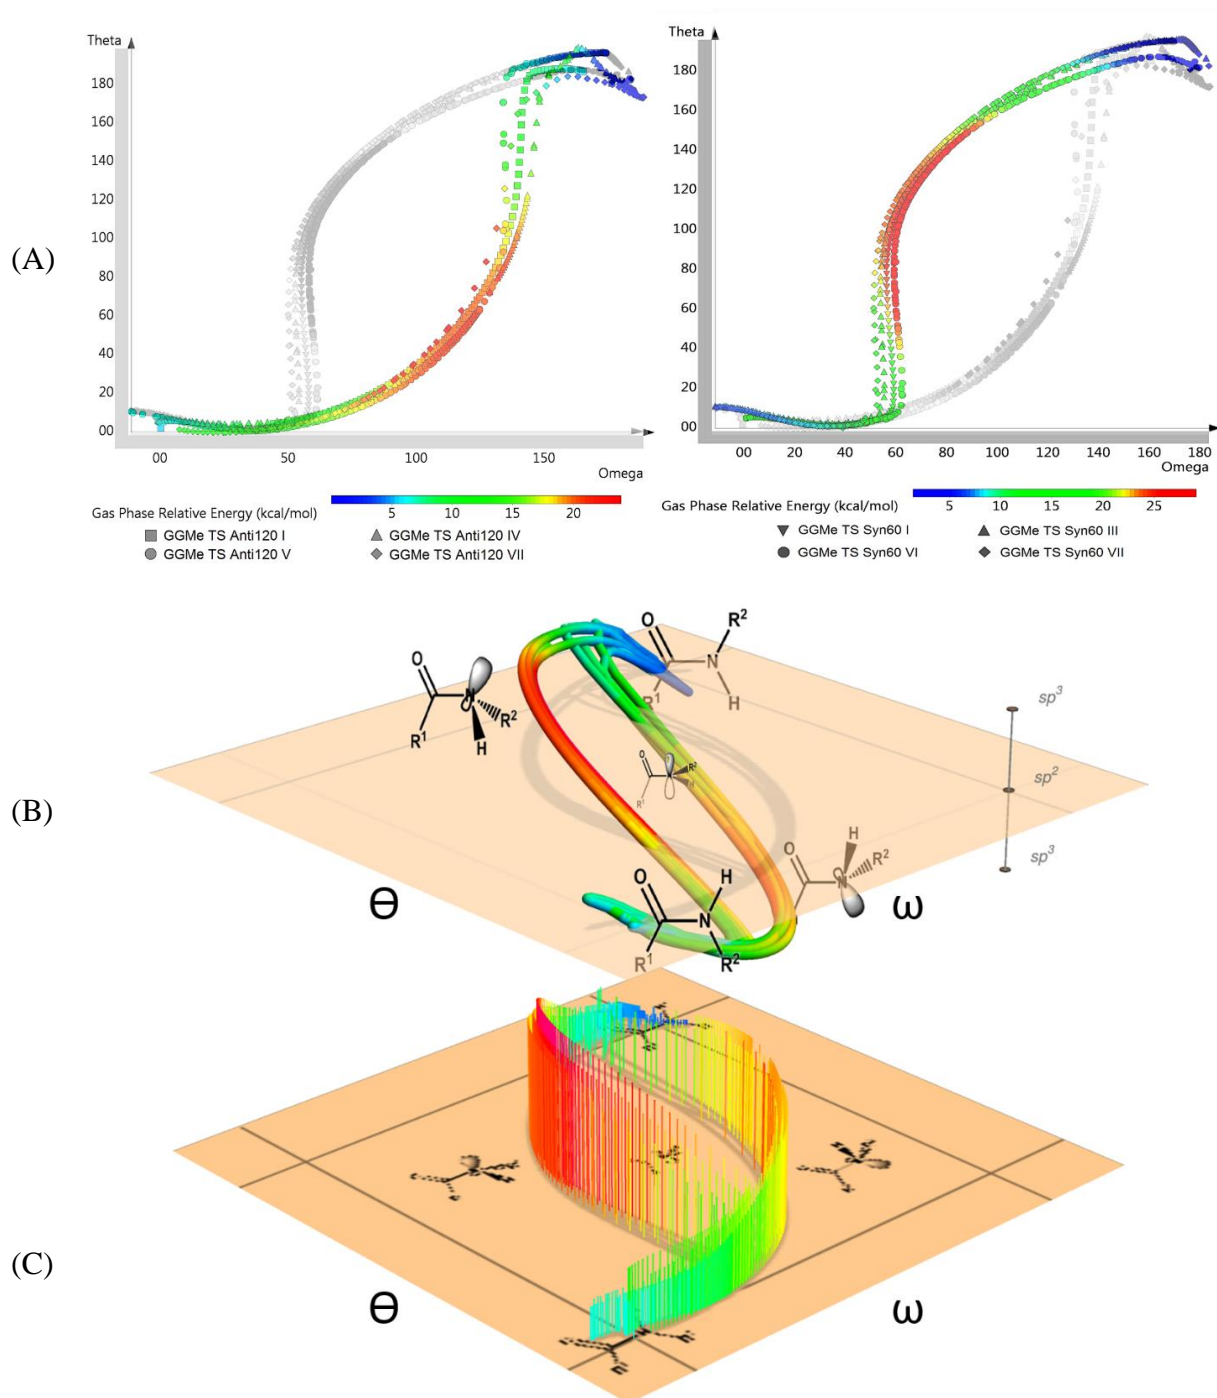 (A)
Theta
180
160
140
120
100
80
60
40
20
00
00 50 100 150
Omega
Gas Phase Relative Energy (kcal/mol)
5 10 15 20
GGMe TS Anti120 I GGMe TS Anti120 IV
GGMe TS Anti120 V GGMe TS Anti120 VII
Theta
180
160
140
120
100
80
60
40
20
00
00 20 40 60 80 100 120 140 160 180
Omega
Gas Phase Relative Energy (kcal/mol)
5 10 15 20 25
GGMe TS Syn60 I GGMe TS Syn60 III
GGMe TS Syn60 VI GGMe TS Syn60 VII
(B)
O
N
R²
R¹
H
O
R²
N
R¹
H
O
N
R²
H
R¹
H
O
R²
N
O
H
N
R¹
R²
sp³
sp²
sp³
Ɵ
ω
(C)
Ɵ
ω